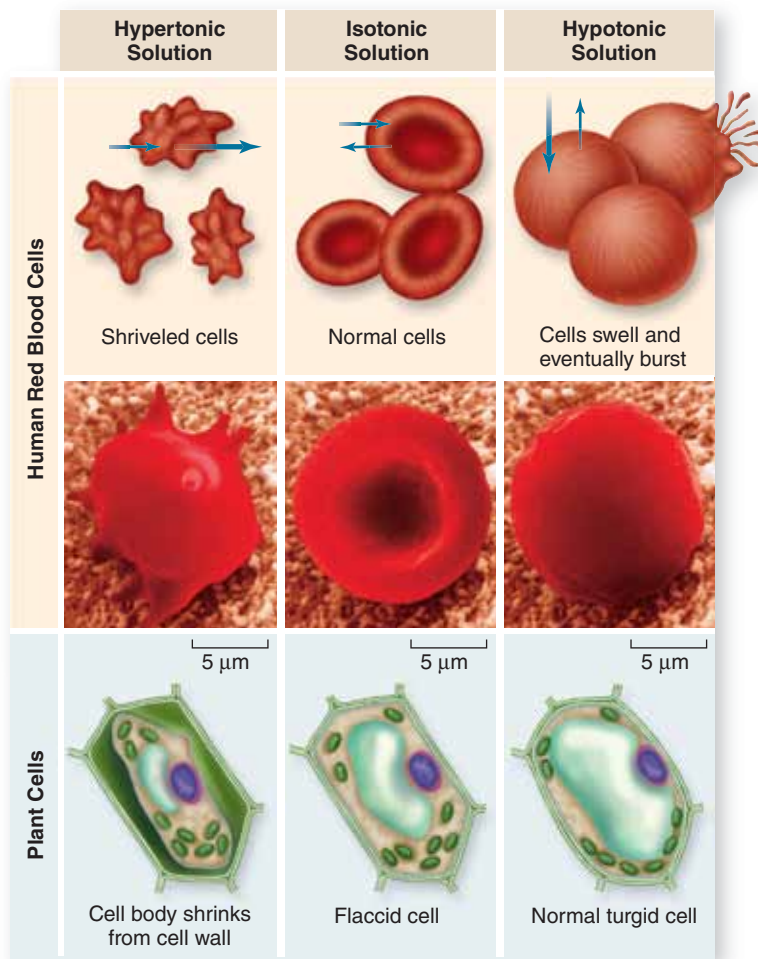 Hypertonic
Solution
Isotonic
Solution
Hypotonic
Solution
Human Red Blood Cells
Shriveled cells
Normal cells
Cells swell and
eventually burst
5 μm
5 μm
5 μm
Plant Cells
Cell body shrinks
from cell wall
Flaccid cell
Normal turgid cell